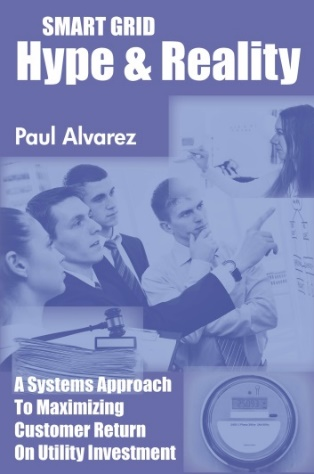 SMART GRID
Hype & Reality
Paul Alvarez
A Systems Approach
To Maximizing
Customer Return
On Utility Investment